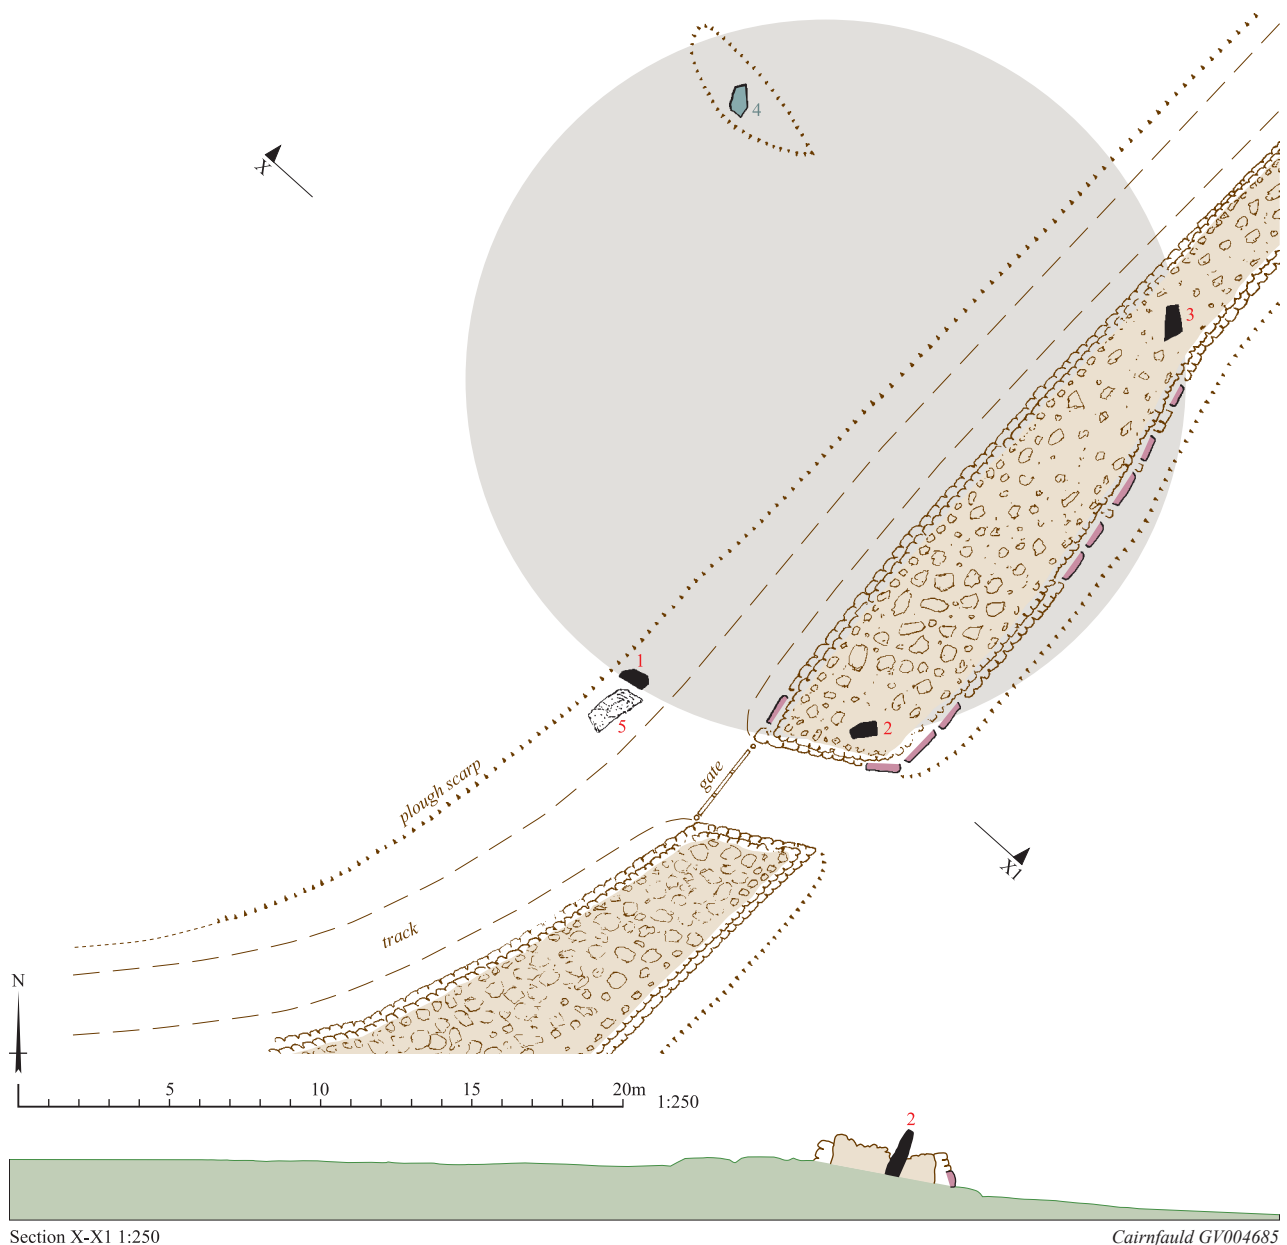 4
X
3
1
5
2
gate
plough scarp
X1
track
N
5 10 15 20m
1:250
2
Section X-X1 1:250
Cairnfauld GV004685